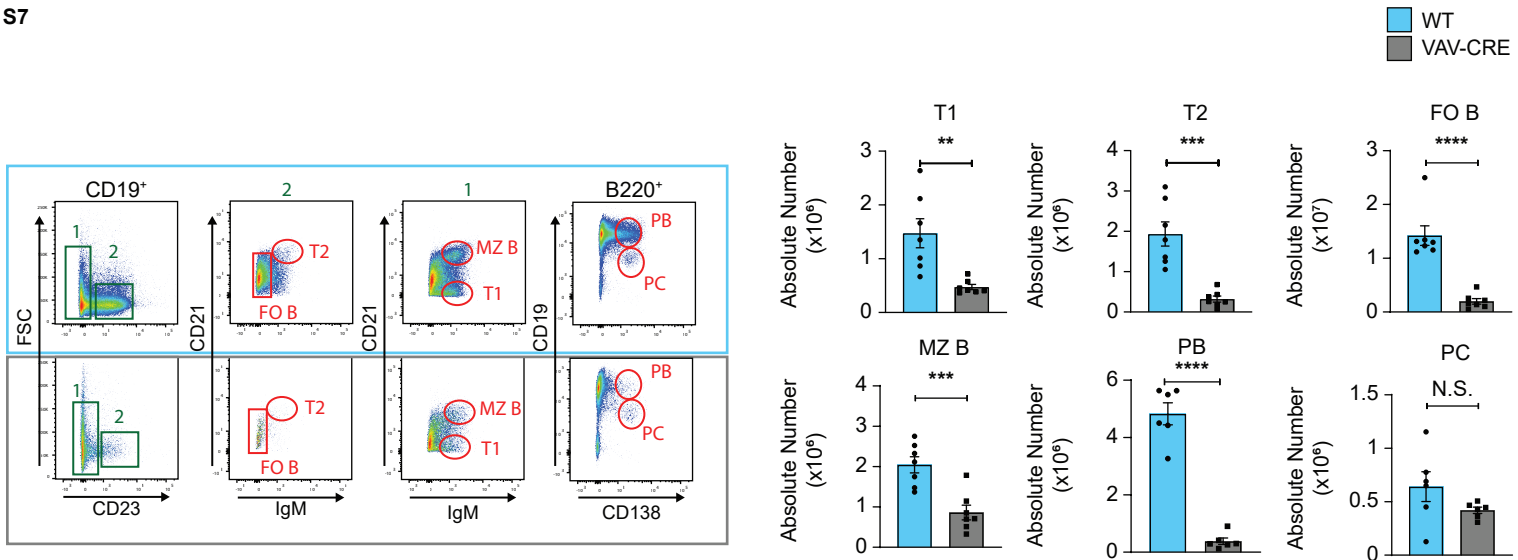 S7
WT
VAV-CRE
CD19⁺
2
1
B220⁺
1
2
T2
FO B
MZ B
T1
PB
PC
FSC
CD21
CD21
CD19
1
2
T2
FO B
MZ B
T1
PB
PC
CD23
IgM
IgM
CD138
T1
**
Absolute Number
(x10⁶)
3
2
1
0
T2
***
Absolute Number
(x10⁶)
4
3
2
1
0
FO B
****
Absolute Number
(x10⁷)
3
2
1
0
MZ B
***
Absolute Number
(x10⁶)
4
3
2
1
0
PB
****
Absolute Number
(x10⁶)
6
4
2
0
PC
N.S.
Absolute Number
(x10⁶)
1.5
1
0.5
0